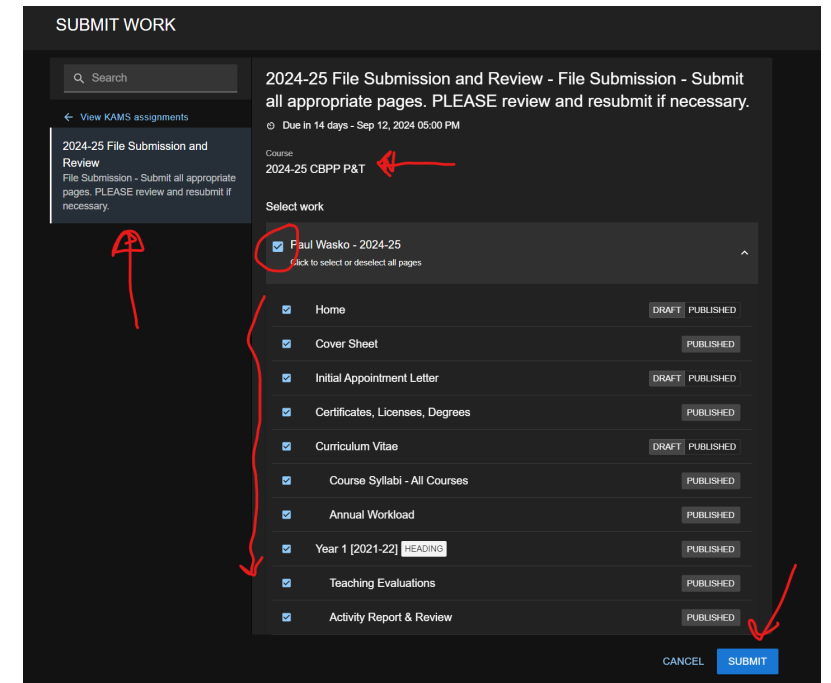 SUBMIT WORK
Search
View KAMS assignments
2024-25 File Submission and
Review
File Submission - Submit all appropriate
pages. PLEASE review and resubmit if
necessary.
2024-25 File Submission and Review - File Submission - Submit
all appropriate pages. PLEASE review and resubmit if necessary.
Due in 14 days - Sep 12, 2024 05:00 PM
Course
2024-25 CBPP P&T
Select work
Paul Wasko - 2024-25
Click to select or deselect all pages
Home DRAFT PUBLISHED
Cover Sheet PUBLISHED
Initial Appointment Letter DRAFT PUBLISHED
Certificates, Licenses, Degrees PUBLISHED
Curriculum Vitae DRAFT PUBLISHED
Course Syllabi - All Courses PUBLISHED
Annual Workload PUBLISHED
Year 1 [2021-22] HEADING PUBLISHED
Teaching Evaluations PUBLISHED
Activity Report & Review PUBLISHED
CANCEL SUBMIT